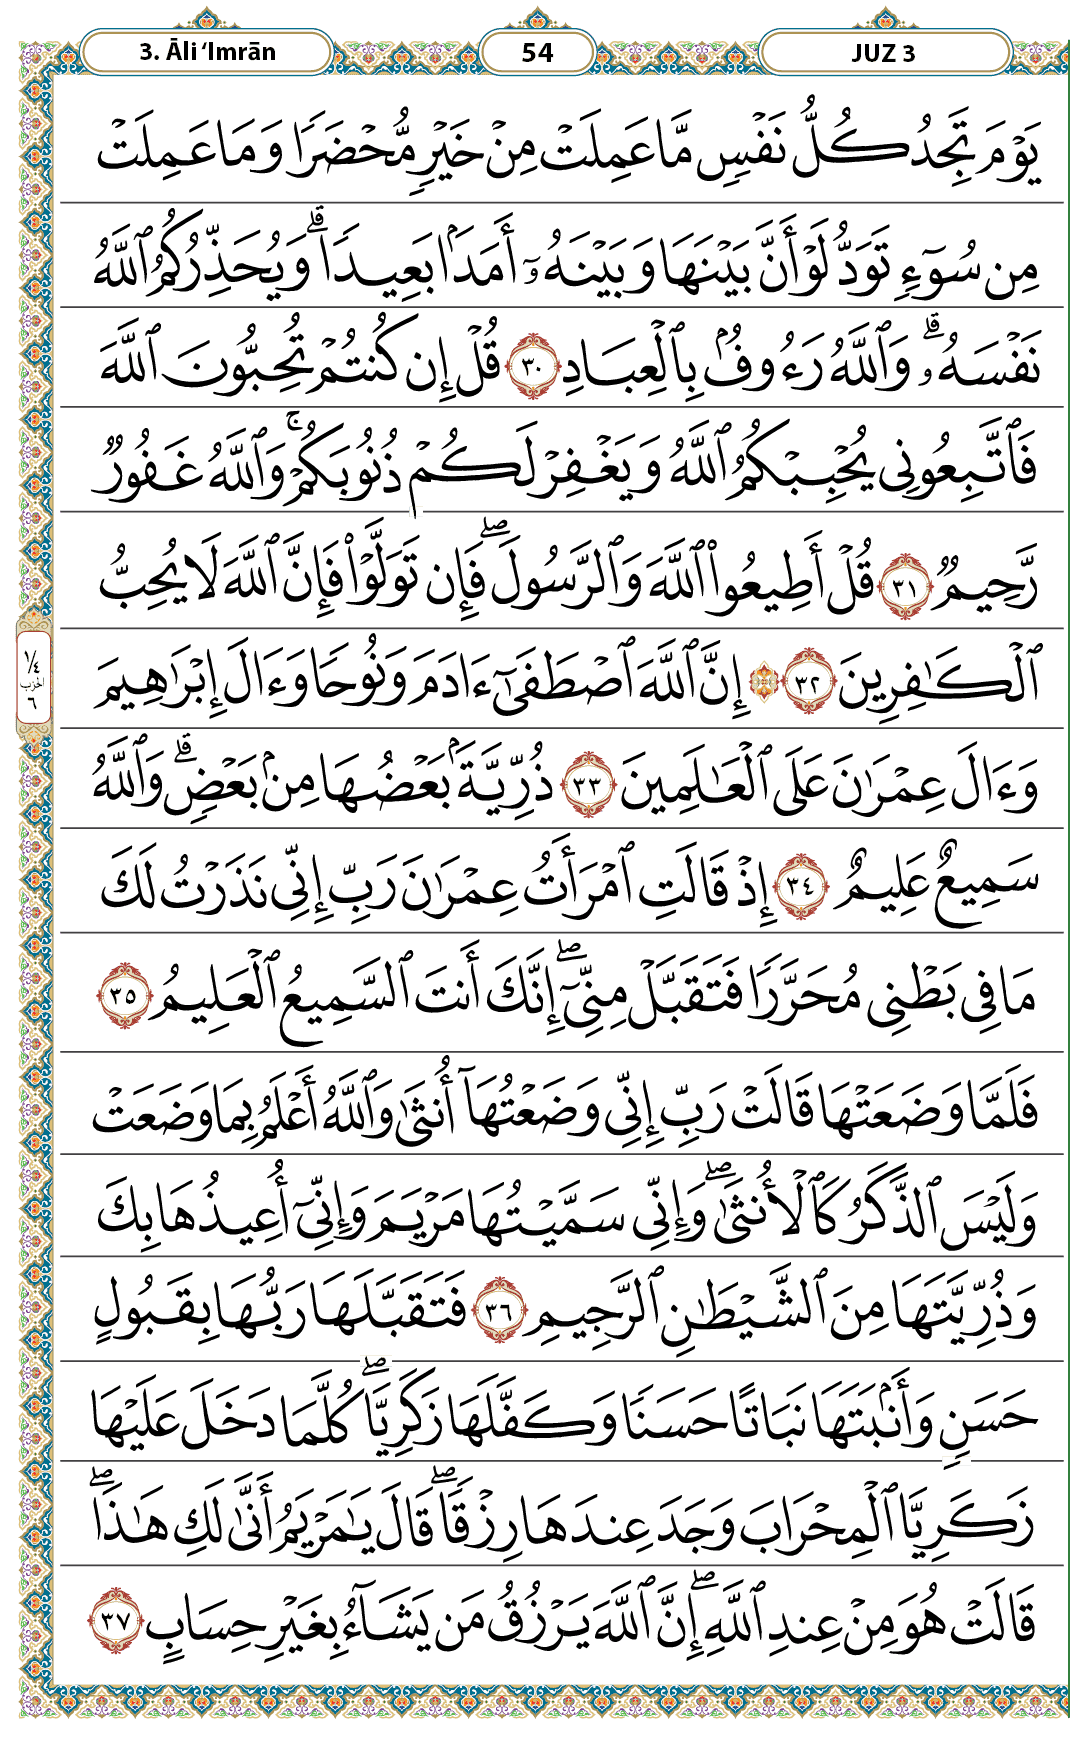 3. Āli ‘Imrān
54
JUZ 3
يَوْمَ تَجِدُ كُلُّ نَفْسٍ مَّا عَمِلَتْ مِنْ خَيْرٍ مُّحْضَرًا وَمَا عَمِلَتْ
مِن سُوٓءٍ تَوَدُّ لَوْ أَنَّ بَيْنَهَا وَبَيْنَهُۥٓ أَمَدًۢا بَعِيدًا ۗ وَيُحَذِّرُكُمُ ٱللَّهُ
نَفْسَهُۥ ۗ وَٱللَّهُ رَءُوفُۢ بِٱلْعِبَادِ ٣٠ قُلْ إِن كُنتُمْ تُحِبُّونَ ٱللَّهَ
فَٱتَّبِعُونِى يُحْبِبْكُمُ ٱللَّهُ وَيَغْفِرْ لَكُمْ ذُنُوبَكُمْ ۚ وَٱللَّهُ غَفُورٌ
رَّحِيمٌ ٣١ قُلْ أَطِيعُوا۟ ٱللَّهَ وَٱلرَّسُولَ ۖ فَإِن تَوَلَّوْا۟ فَإِنَّ ٱللَّهَ لَا يُحِبُّ
ٱلْكَـٰفِرِينَ ٣٢ ۞ إِنَّ ٱللَّهَ ٱصْطَفَىٰٓ ءَادَمَ وَنُوحًا وَءَالَ إِبْرَٰهِيمَ
١/٤
الحزب
٦
وَءَالَ عِمْرَٰنَ عَلَى ٱلْعَـٰلَمِينَ ٣٣ ذُرِّيَّةًۢ بَعْضُهَا مِنۢ بَعْضٍ ۗ وَٱللَّهُ
سَمِيعٌ عَلِيمٌ ٣٤ إِذْ قَالَتِ ٱمْرَأَتُ عِمْرَٰنَ رَبِّ إِنِّى نَذَرْتُ لَكَ
مَا فِى بَطْنِى مُحَرَّرًا فَتَقَبَّلْ مِنِّىٓ ۖ إِنَّكَ أَنتَ ٱلسَّمِيعُ ٱلْعَلِيمُ ٣٥
فَلَمَّا وَضَعَتْهَا قَالَتْ رَبِّ إِنِّى وَضَعْتُهَآ أُنثَىٰ وَٱللَّهُ أَعْلَمُ بِمَا وَضَعَتْ
وَلَيْسَ ٱلذَّكَرُ كَٱلْأُنثَىٰ ۖ وَإِنِّى سَمَّيْتُهَا مَرْيَمَ وَإِنِّىٓ أُعِيذُهَا بِكَ
وَذُرِّيَّتَهَا مِنَ ٱلشَّيْطَـٰنِ ٱلرَّجِيمِ ٣٦ فَتَقَبَّلَهَا رَبُّهَا بِقَبُولٍ
حَسَنٍ وَأَنۢبَتَهَا نَبَاتًا حَسَنًا وَكَفَّلَهَا زَكَرِيَّا ۖ كُلَّمَا دَخَلَ عَلَيْهَا
زَكَرِيَّا ٱلْمِحْرَابَ وَجَدَ عِندَهَا رِزْقًا ۖ قَالَ يَـٰمَرْيَمُ أَنَّىٰ لَكِ هَـٰذَا ۖ
قَالَتْ هُوَ مِنْ عِندِ ٱللَّهِ ۖ إِنَّ ٱللَّهَ يَرْزُقُ مَن يَشَآءُ بِغَيْرِ حِسَابٍ ٣٧